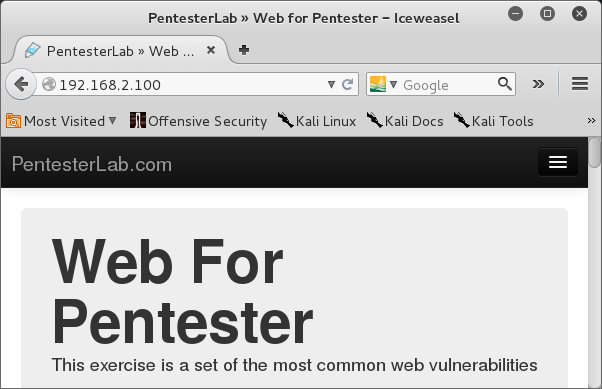 PentesterLab » Web for Pentester - Iceweasel
PentesterLab » Web ...
192.168.2.100
Google
Most Visited
Offensive Security
Kali Linux
Kali Docs
Kali Tools
PentesterLab.com
Web For
Pentester
This exercise is a set of the most common web vulnerabilities